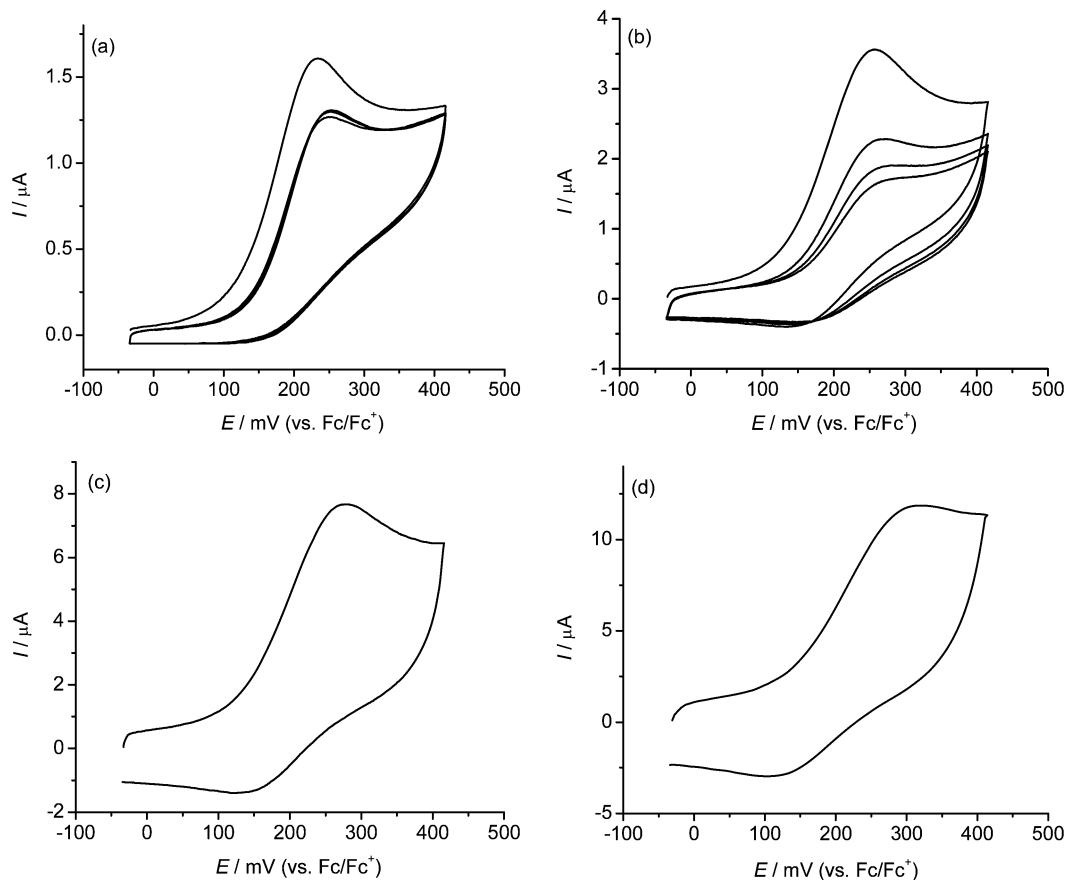 (a)
1.5
1.0
0.5
0.0
I / μA
-100 0 100 200 300 400 500
E / mV (vs. Fc/Fc⁺)
(b)
4
3
2
1
0
-1
I / μA
-100 0 100 200 300 400 500
E / mV (vs. Fc/Fc⁺)
(c)
8
6
4
2
0
-2
I / μA
-100 0 100 200 300 400 500
E / mV (vs. Fc/Fc⁺)
(d)
10
5
0
-5
I / μA
-100 0 100 200 300 400 500
E / mV (vs. Fc/Fc⁺)